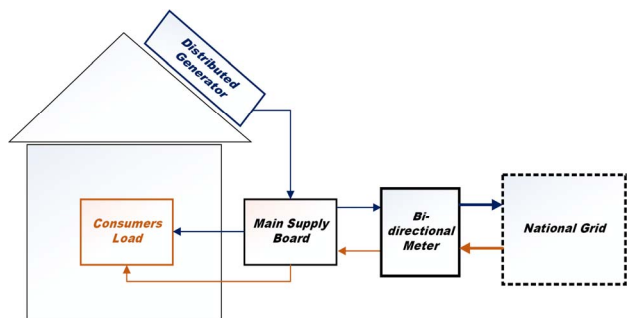 Distributed
Generator
Consumers
Load
Main Supply
Board
Bi-
directional
Meter
National Grid